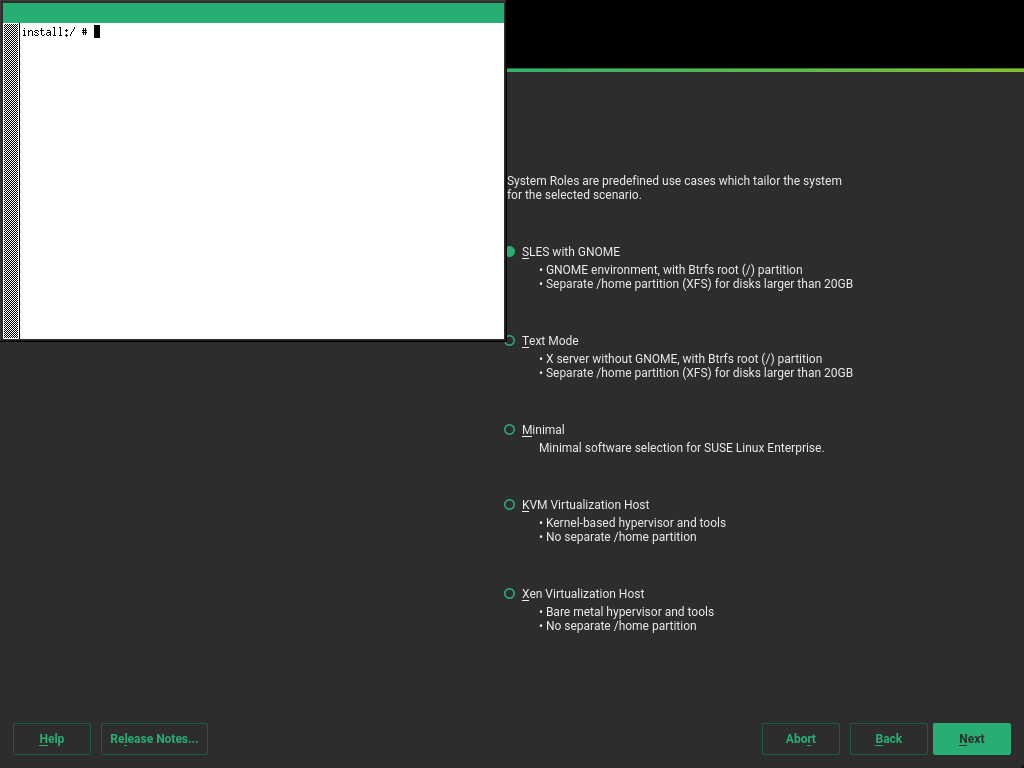 install:/ #
System Roles are predefined use cases which tailor the system
for the selected scenario.
SLES with GNOME
• GNOME environment, with Btrfs root (/) partition
• Separate /home partition (XFS) for disks larger than 20GB
Text Mode
• X server without GNOME, with Btrfs root (/) partition
• Separate /home partition (XFS) for disks larger than 20GB
Minimal
Minimal software selection for SUSE Linux Enterprise.
KVM Virtualization Host
• Kernel-based hypervisor and tools
• No separate /home partition
Xen Virtualization Host
• Bare metal hypervisor and tools
• No separate /home partition
Help Release Notes... Abort Back Next